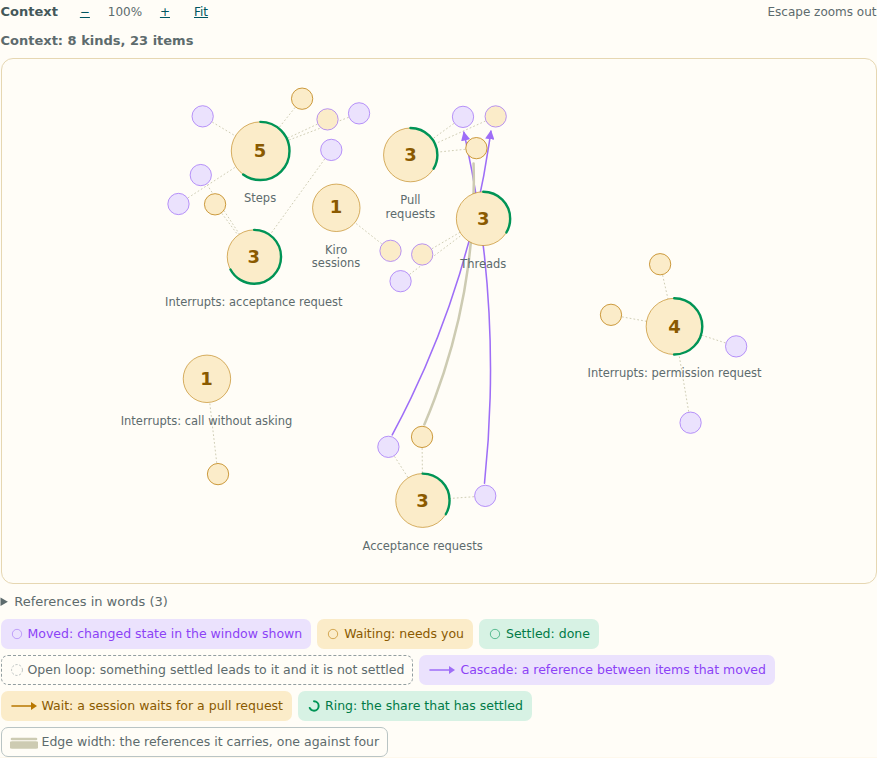 Context − 100% + Fit Escape zooms out
Context: 8 kinds, 23 items
5
Steps
3
Pull
requests
1
Kiro
sessions
3
Threads
3
Interrupts: acceptance request
4
Interrupts: permission request
1
Interrupts: call without asking
3
Acceptance requests
References in words (3)
Moved: changed state in the window shown
Waiting: needs you
Settled: done
Open loop: something settled leads to it and it is not settled
Cascade: a reference between items that moved
Wait: a session waits for a pull request
Ring: the share that has settled
Edge width: the references it carries, one against four